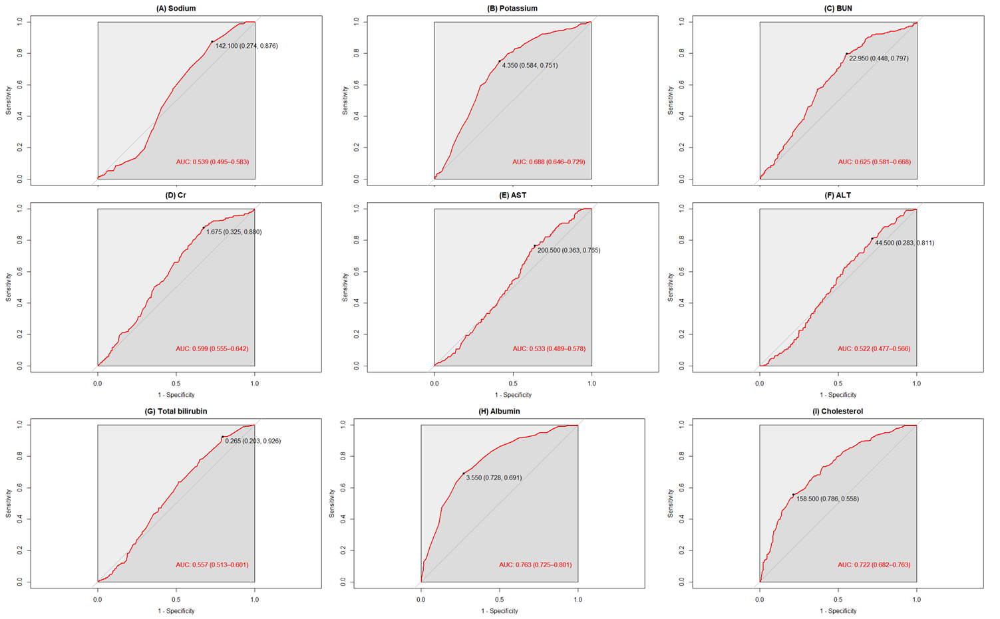 (A) Sodium
Sensitivity
0.0 0.2 0.4 0.6 0.8 1.0
142.100 (0.274, 0.876)
AUC: 0.539 (0.495–0.583)
(B) Potassium
Sensitivity
0.0 0.2 0.4 0.6 0.8 1.0
4.350 (0.584, 0.751)
AUC: 0.688 (0.646–0.729)
(C) BUN
Sensitivity
0.0 0.2 0.4 0.6 0.8 1.0
22.950 (0.448, 0.797)
AUC: 0.625 (0.581–0.668)
(D) Cr
Sensitivity
0.0 0.2 0.4 0.6 0.8 1.0
1.675 (0.325, 0.880)
AUC: 0.599 (0.555–0.642)
0.0 0.5 1.0
1 - Specificity
(E) AST
Sensitivity
0.0 0.2 0.4 0.6 0.8 1.0
200.500 (0.363, 0.765)
AUC: 0.533 (0.489–0.578)
0.0 0.5 1.0
1 - Specificity
(F) ALT
Sensitivity
0.0 0.2 0.4 0.6 0.8 1.0
44.500 (0.283, 0.811)
AUC: 0.522 (0.477–0.566)
0.0 0.5 1.0
1 - Specificity
(G) Total bilirubin
Sensitivity
0.0 0.2 0.4 0.6 0.8 1.0
0.265 (0.203, 0.926)
AUC: 0.557 (0.513–0.601)
0.0 0.5 1.0
1 - Specificity
(H) Albumin
Sensitivity
0.0 0.2 0.4 0.6 0.8 1.0
3.550 (0.728, 0.691)
AUC: 0.763 (0.725–0.801)
0.0 0.5 1.0
1 - Specificity
(I) Cholesterol
Sensitivity
0.0 0.2 0.4 0.6 0.8 1.0
158.500 (0.786, 0.558)
AUC: 0.722 (0.682–0.763)
0.0 0.5 1.0
1 - Specificity